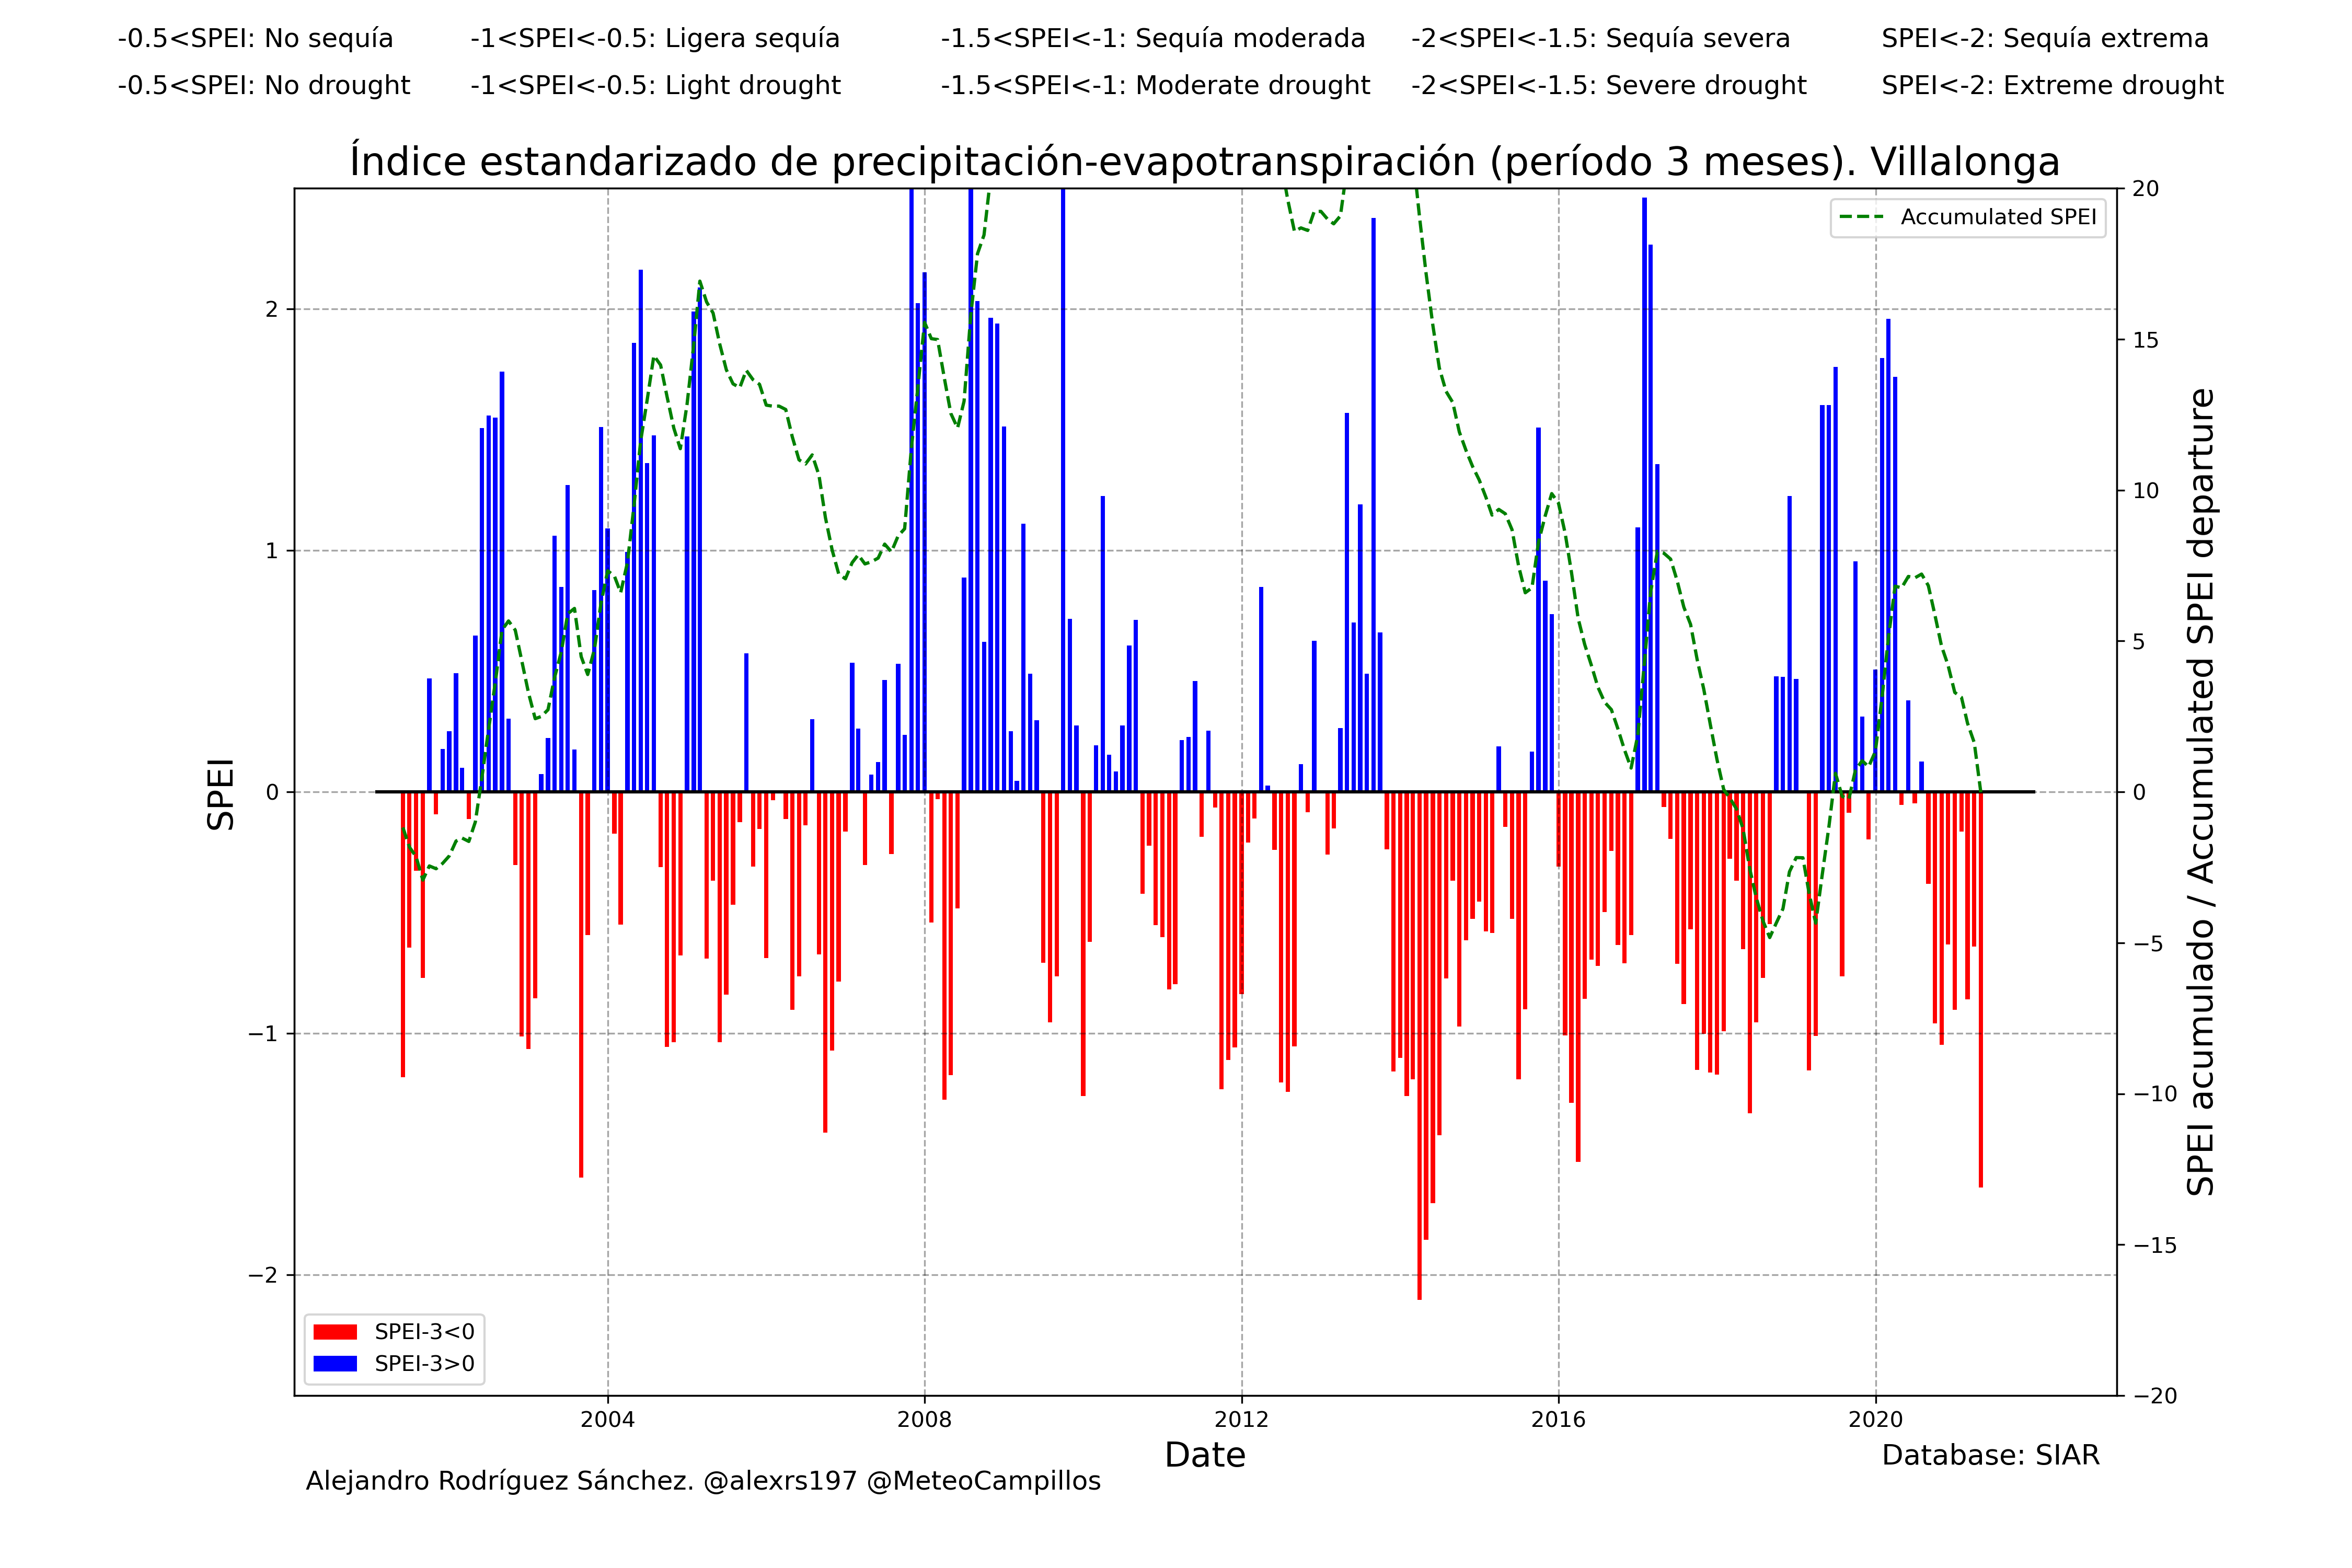 -0.5<SPEI: No sequía -1<SPEI<-0.5: Ligera sequía -1.5<SPEI<-1: Sequía moderada -2<SPEI<-1.5: Sequía severa SPEI<-2: Sequía extrema
-0.5<SPEI: No drought -1<SPEI<-0.5: Light drought -1.5<SPEI<-1: Moderate drought -2<SPEI<-1.5: Severe drought SPEI<-2: Extreme drought
Índice estandarizado de precipitación-evapotranspiración (período 3 meses). Villalonga
Accumulated SPEI
SPEI
2
1
0
−1
−2
20
15
10
5
0
−5
−10
−15
−20
SPEI acumulado / Accumulated SPEI departure
SPEI-3<0
SPEI-3>0
2004 2008 2012 2016 2020
Date
Database: SIAR
Alejandro Rodríguez Sánchez. @alexrs197 @MeteoCampillos